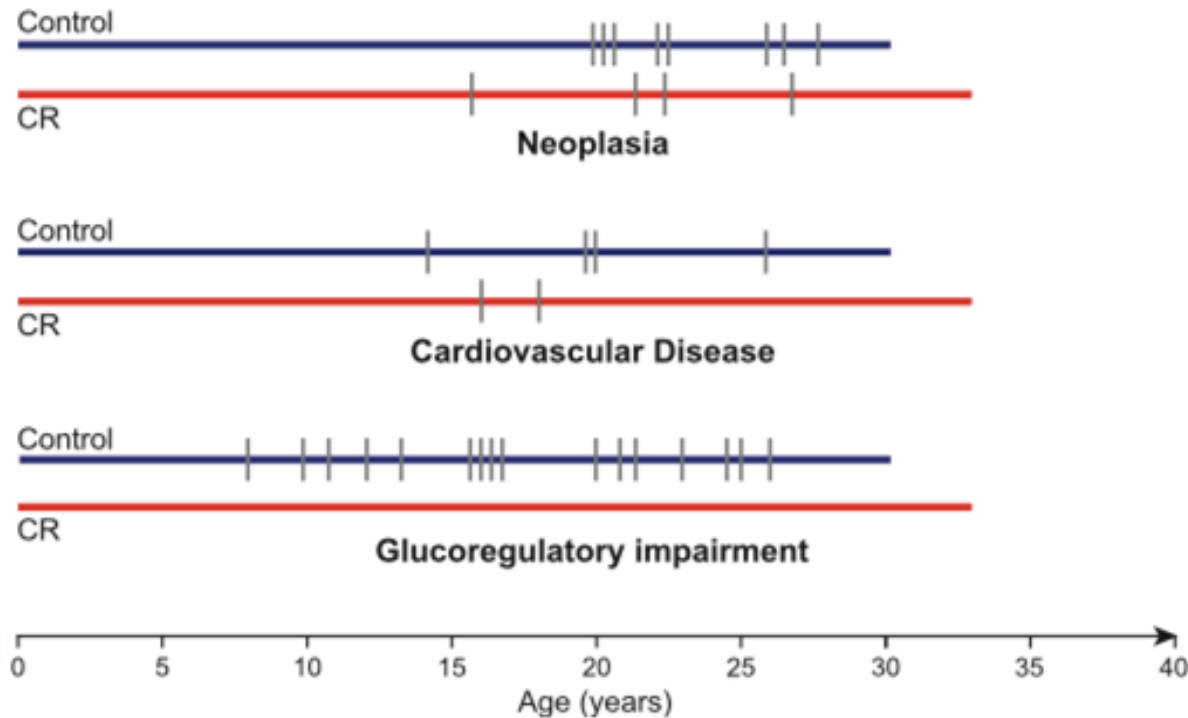 Control
CR
Neoplasia
Control
CR
Cardiovascular Disease
Control
CR
Glucoregulatory impairment
0 5 10 15 20 25 30 35 40
Age (years)